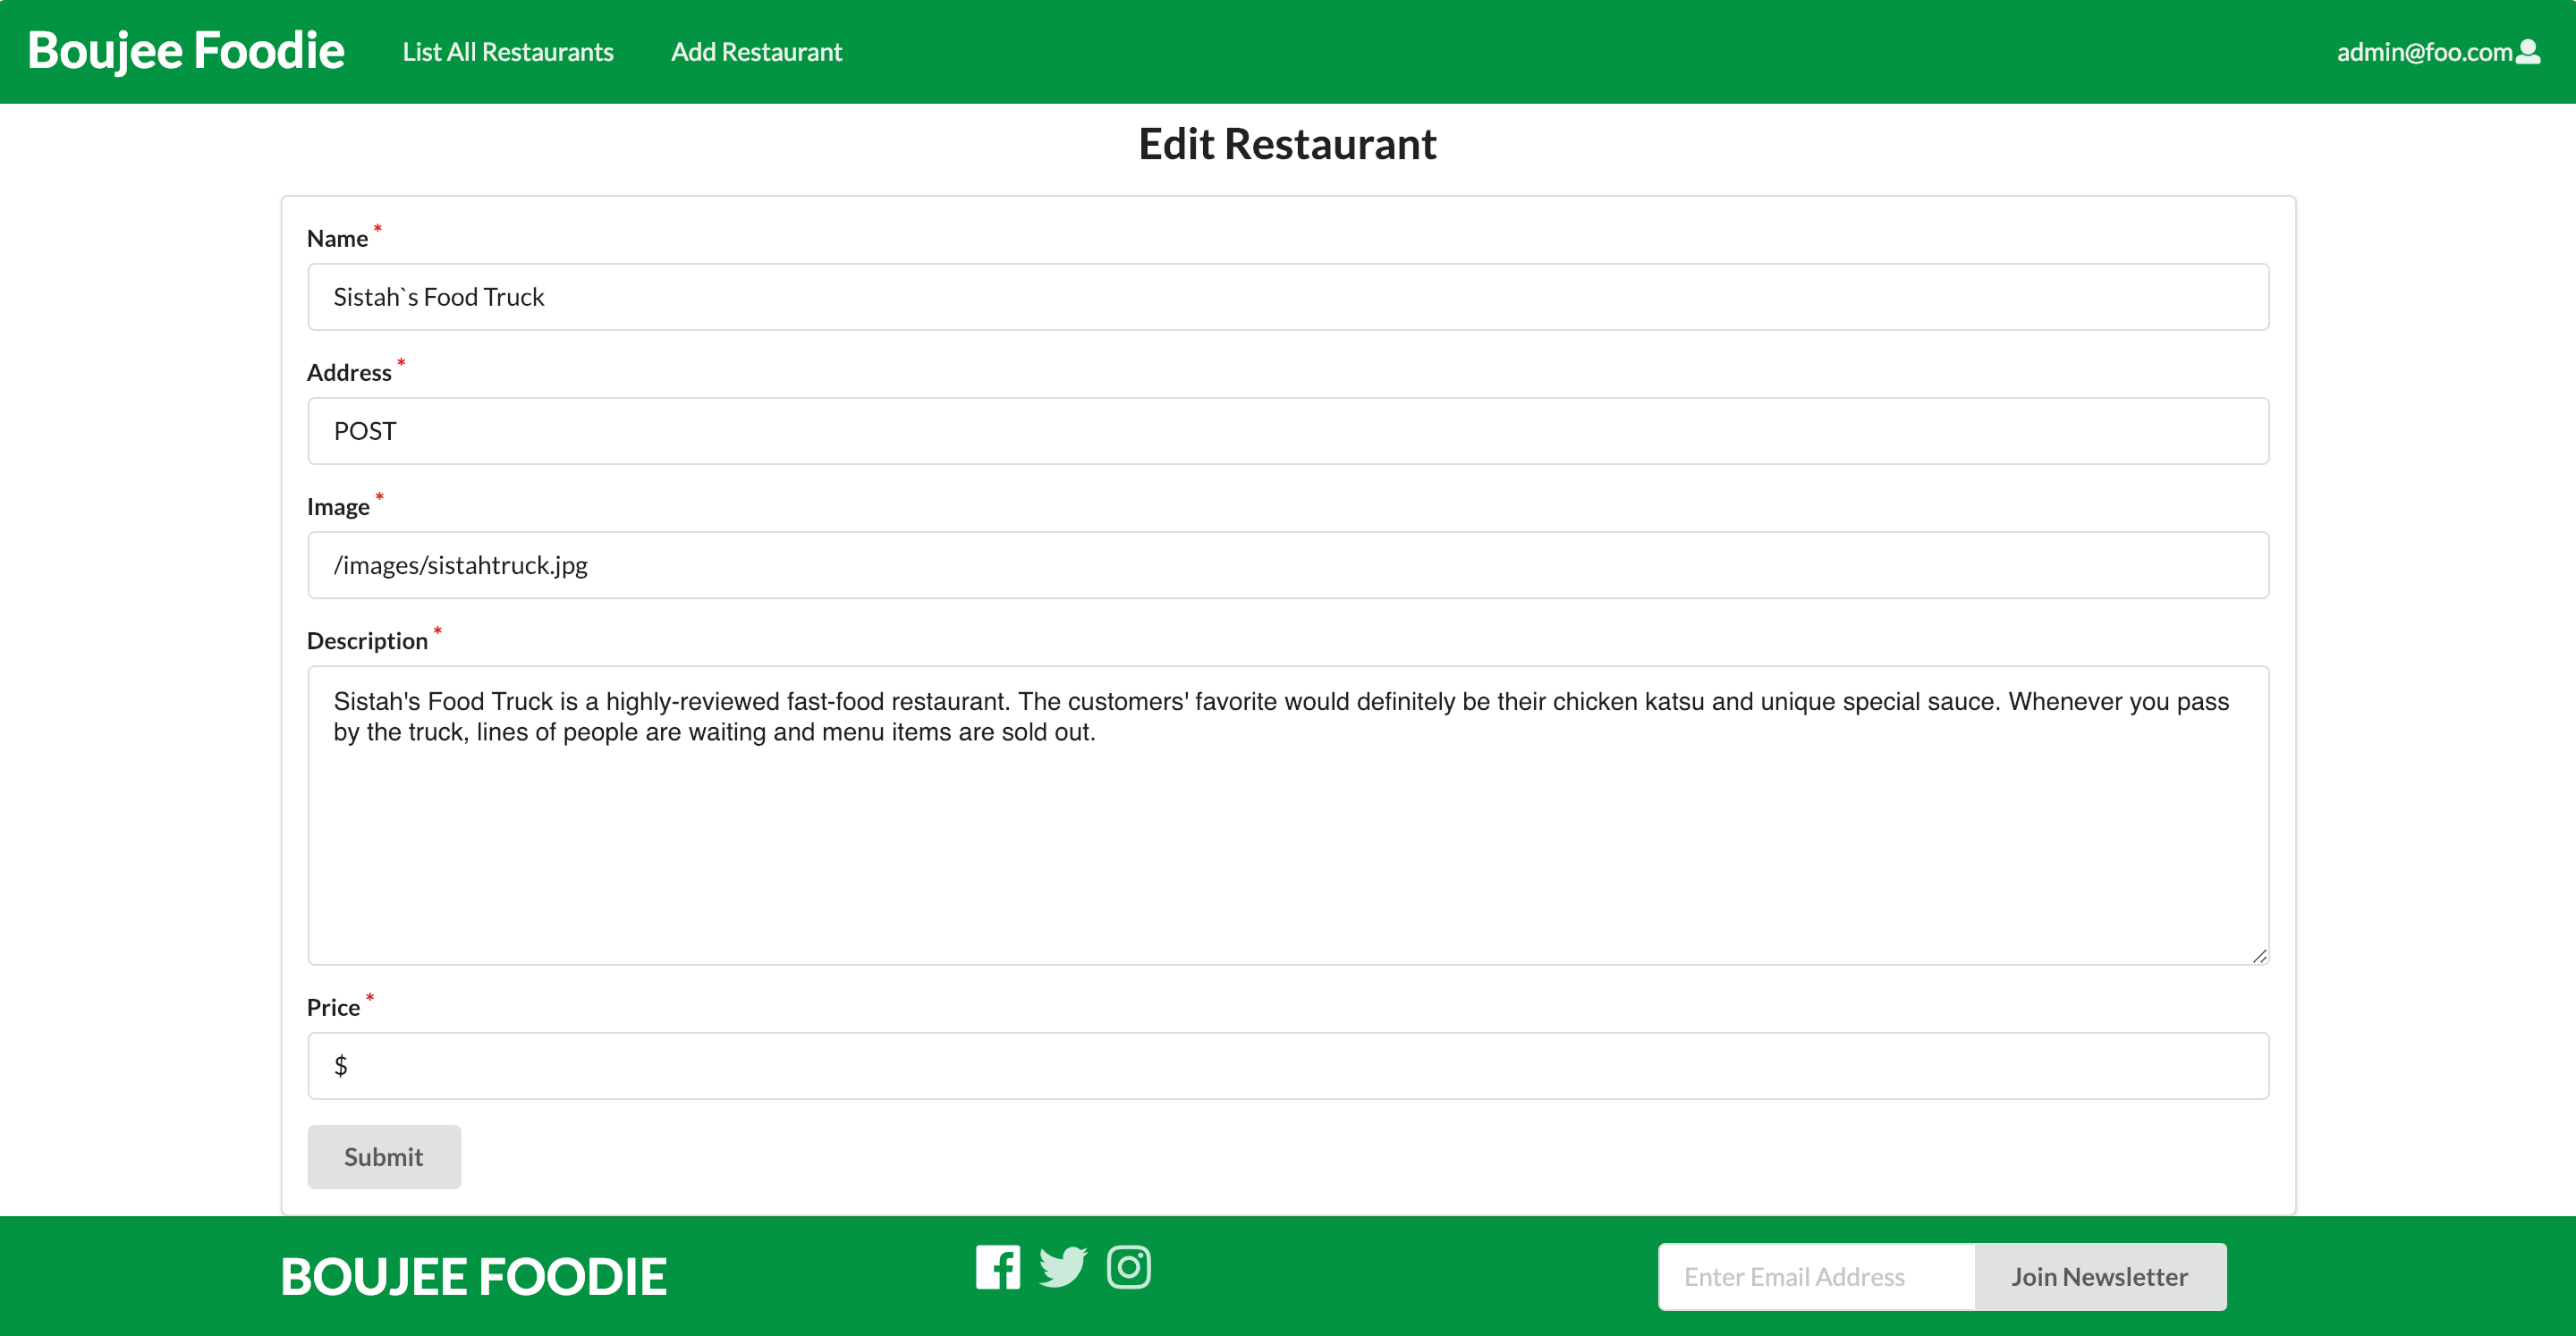 Boujee Foodie
List All Restaurants
Add Restaurant
admin@foo.com
Edit Restaurant
Name *
Sistah`s Food Truck
Address *
POST
Image *
/images/sistahtruck.jpg
Description *
Sistah's Food Truck is a highly-reviewed fast-food restaurant. The customers' favorite would definitely be their chicken katsu and unique special sauce. Whenever you pass
by the truck, lines of people are waiting and menu items are sold out.
Price *
$
Submit
BOUJEE FOODIE
Enter Email Address
Join Newsletter